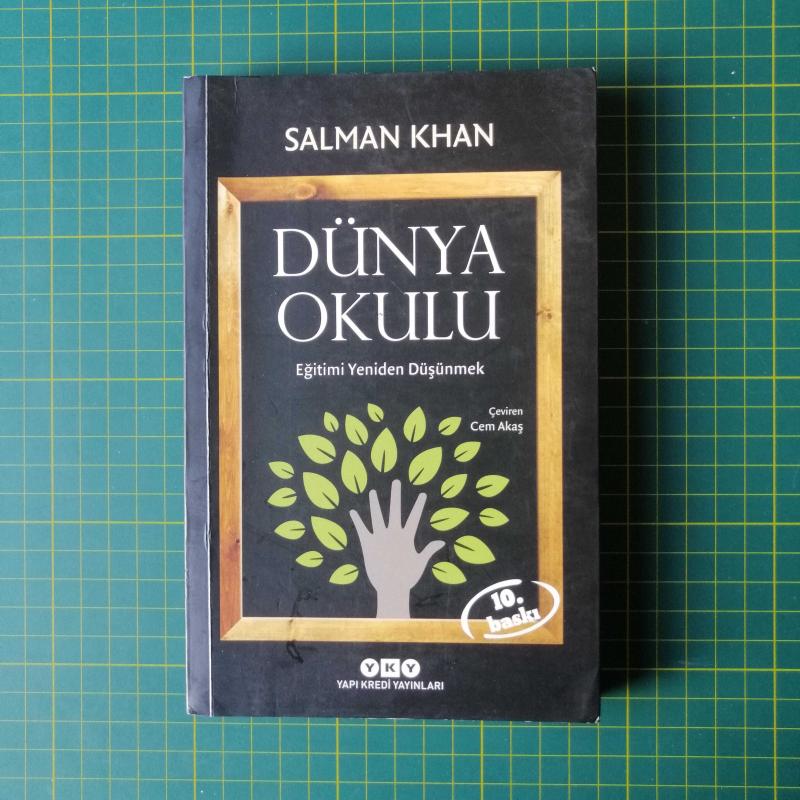 SALMAN KHAN
DÜNYA
OKULU
Eğitimi Yeniden Düşünmek
Çeviren
Cem Akaş
10.
baskı
YKY
YAPI KREDİ YAYINLARI